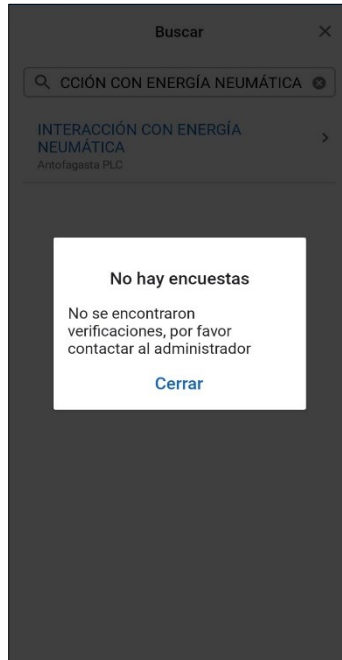 Buscar
CCIÓN CON ENERGÍA NEUMÁTICA
INTERACCIÓN CON ENERGÍA
NEUMÁTICA
Antofagasta PLC
No hay encuestas
No se encontraron
verificaciones, por favor
contactar al administrador
Cerrar